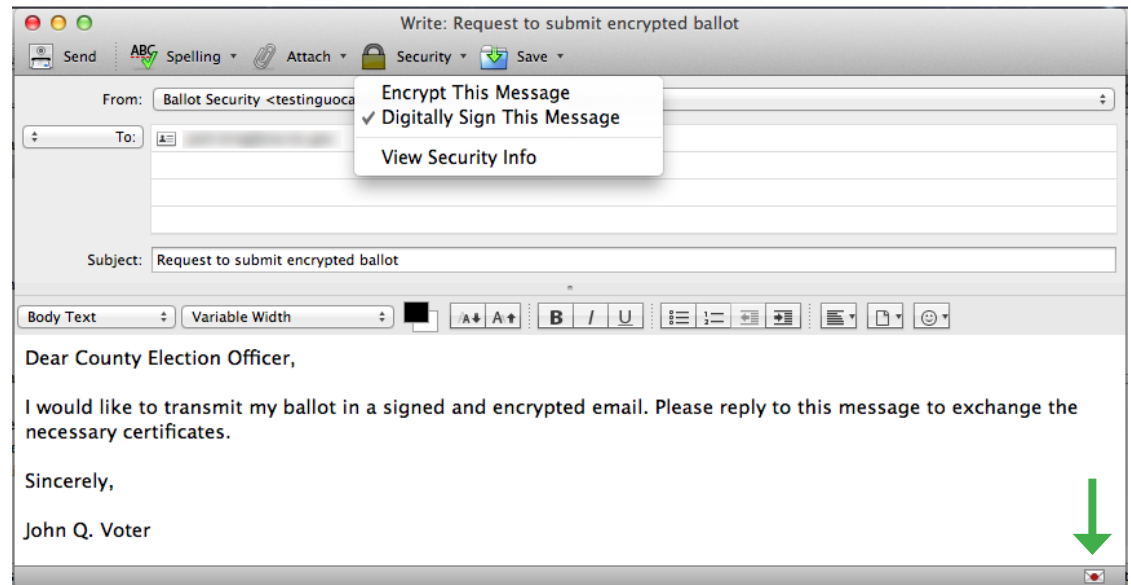 Write: Request to submit encrypted ballot
Send ABC Spelling Attach Security Save
From: Ballot Security <testinguoca
Encrypt This Message
Digitally Sign This Message
View Security Info
To:
Subject: Request to submit encrypted ballot
Body Text Variable Width A A B I U
Dear County Election Officer,
I would like to transmit my ballot in a signed and encrypted email. Please reply to this message to exchange the
necessary certificates.
Sincerely,
John Q. Voter